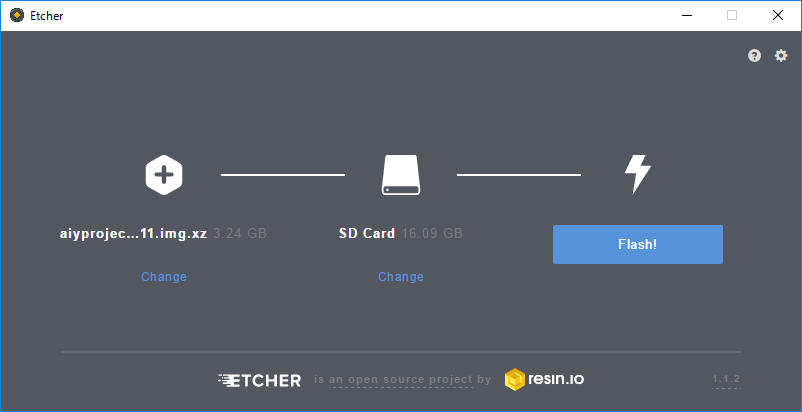 Etcher
aiyprojec...11.img.xz 3.24 GB
SD Card 16.09 GB
Flash!
Change
Change
ETCHER is an open source project by resin.io
1.1.2